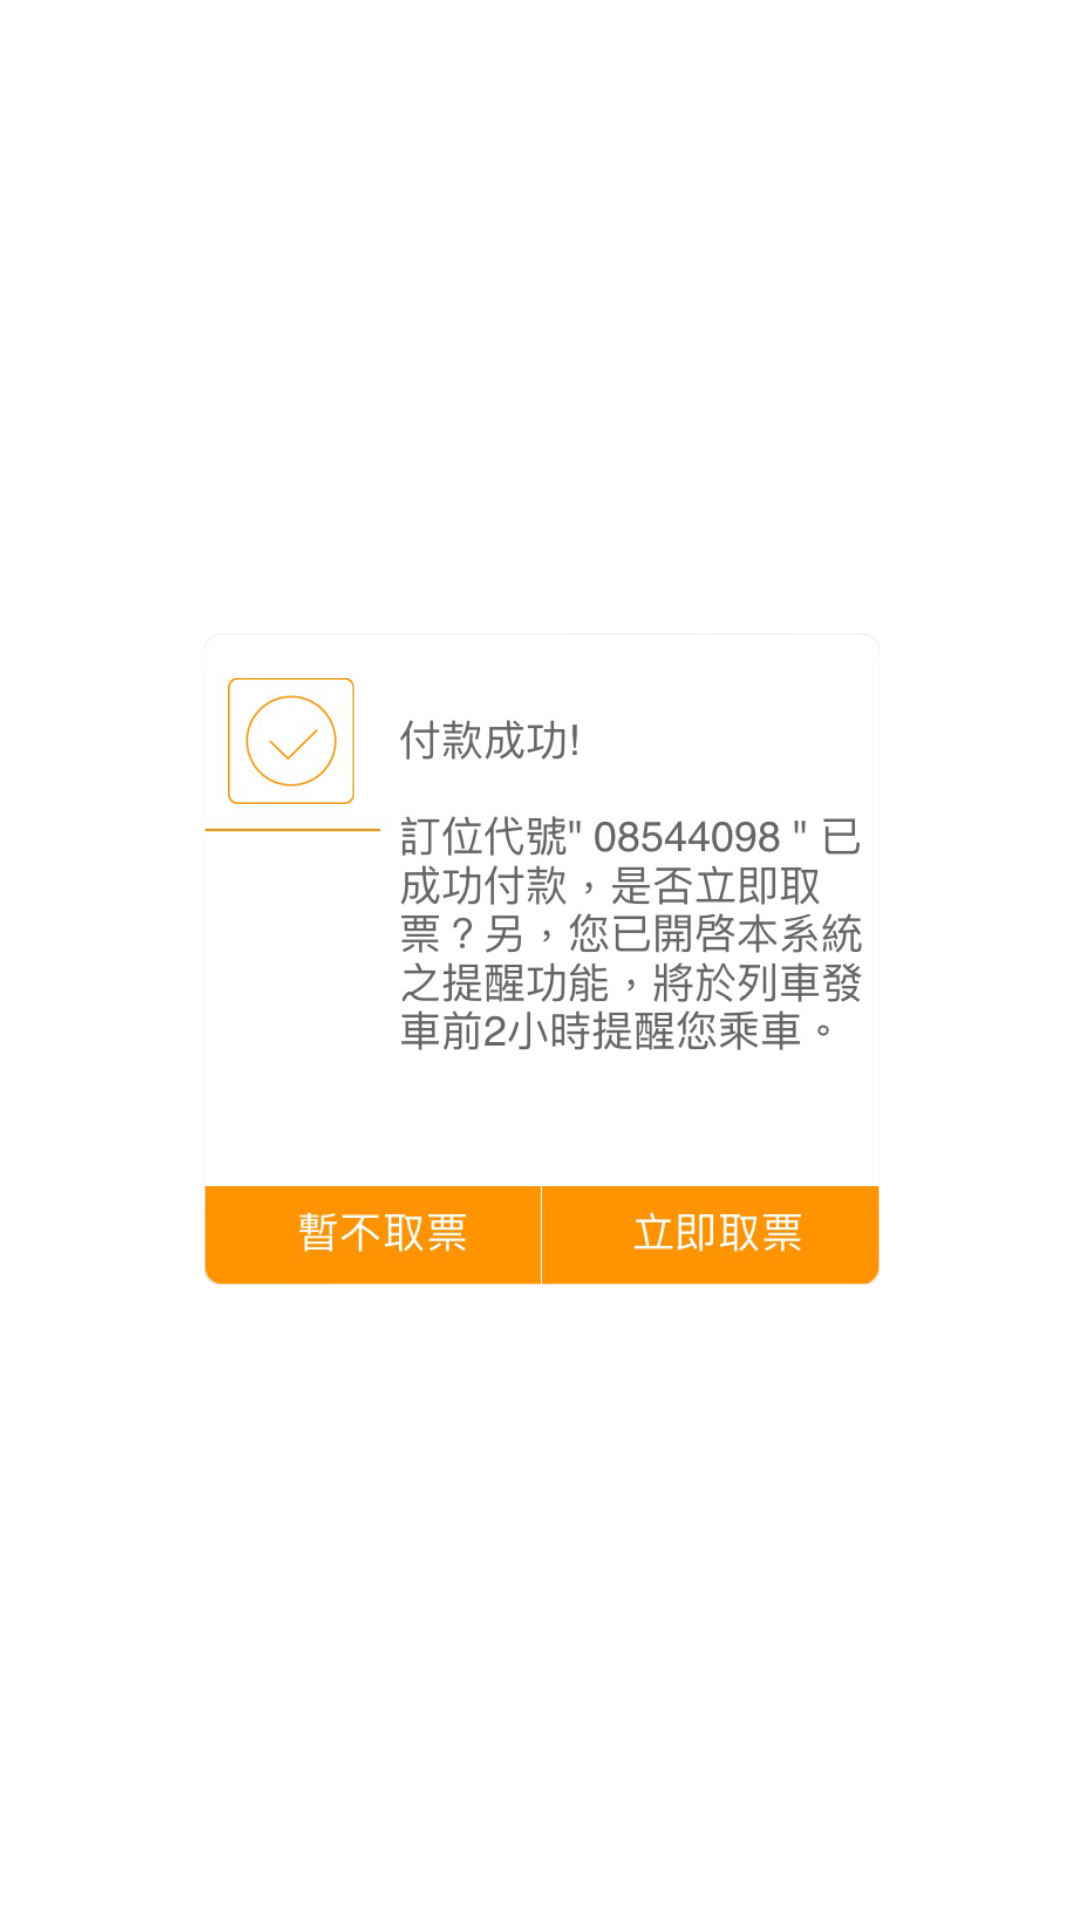 付款成功!
訂位代號" 08544098 " 已
成功付款，是否立即取
票？另，您已開啓本系統
之提醒功能，將於列車發
車前2小時提醒您乘車。
暫不取票
立即取票